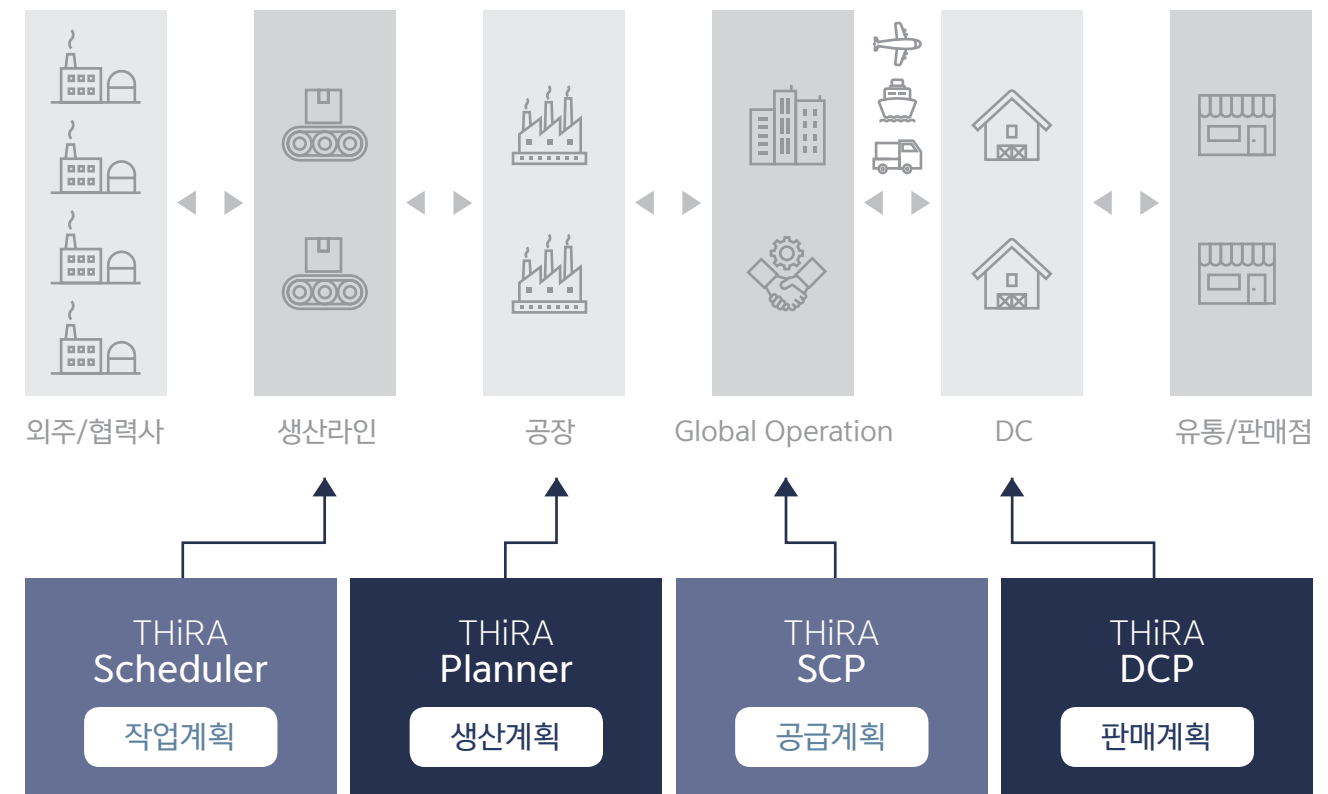 외주/협력사
생산라인
공장
Global Operation
DC
유통/판매점
THiRA
Scheduler
작업계획
THiRA
Planner
생산계획
THiRA
SCP
공급계획
THiRA
DCP
판매계획